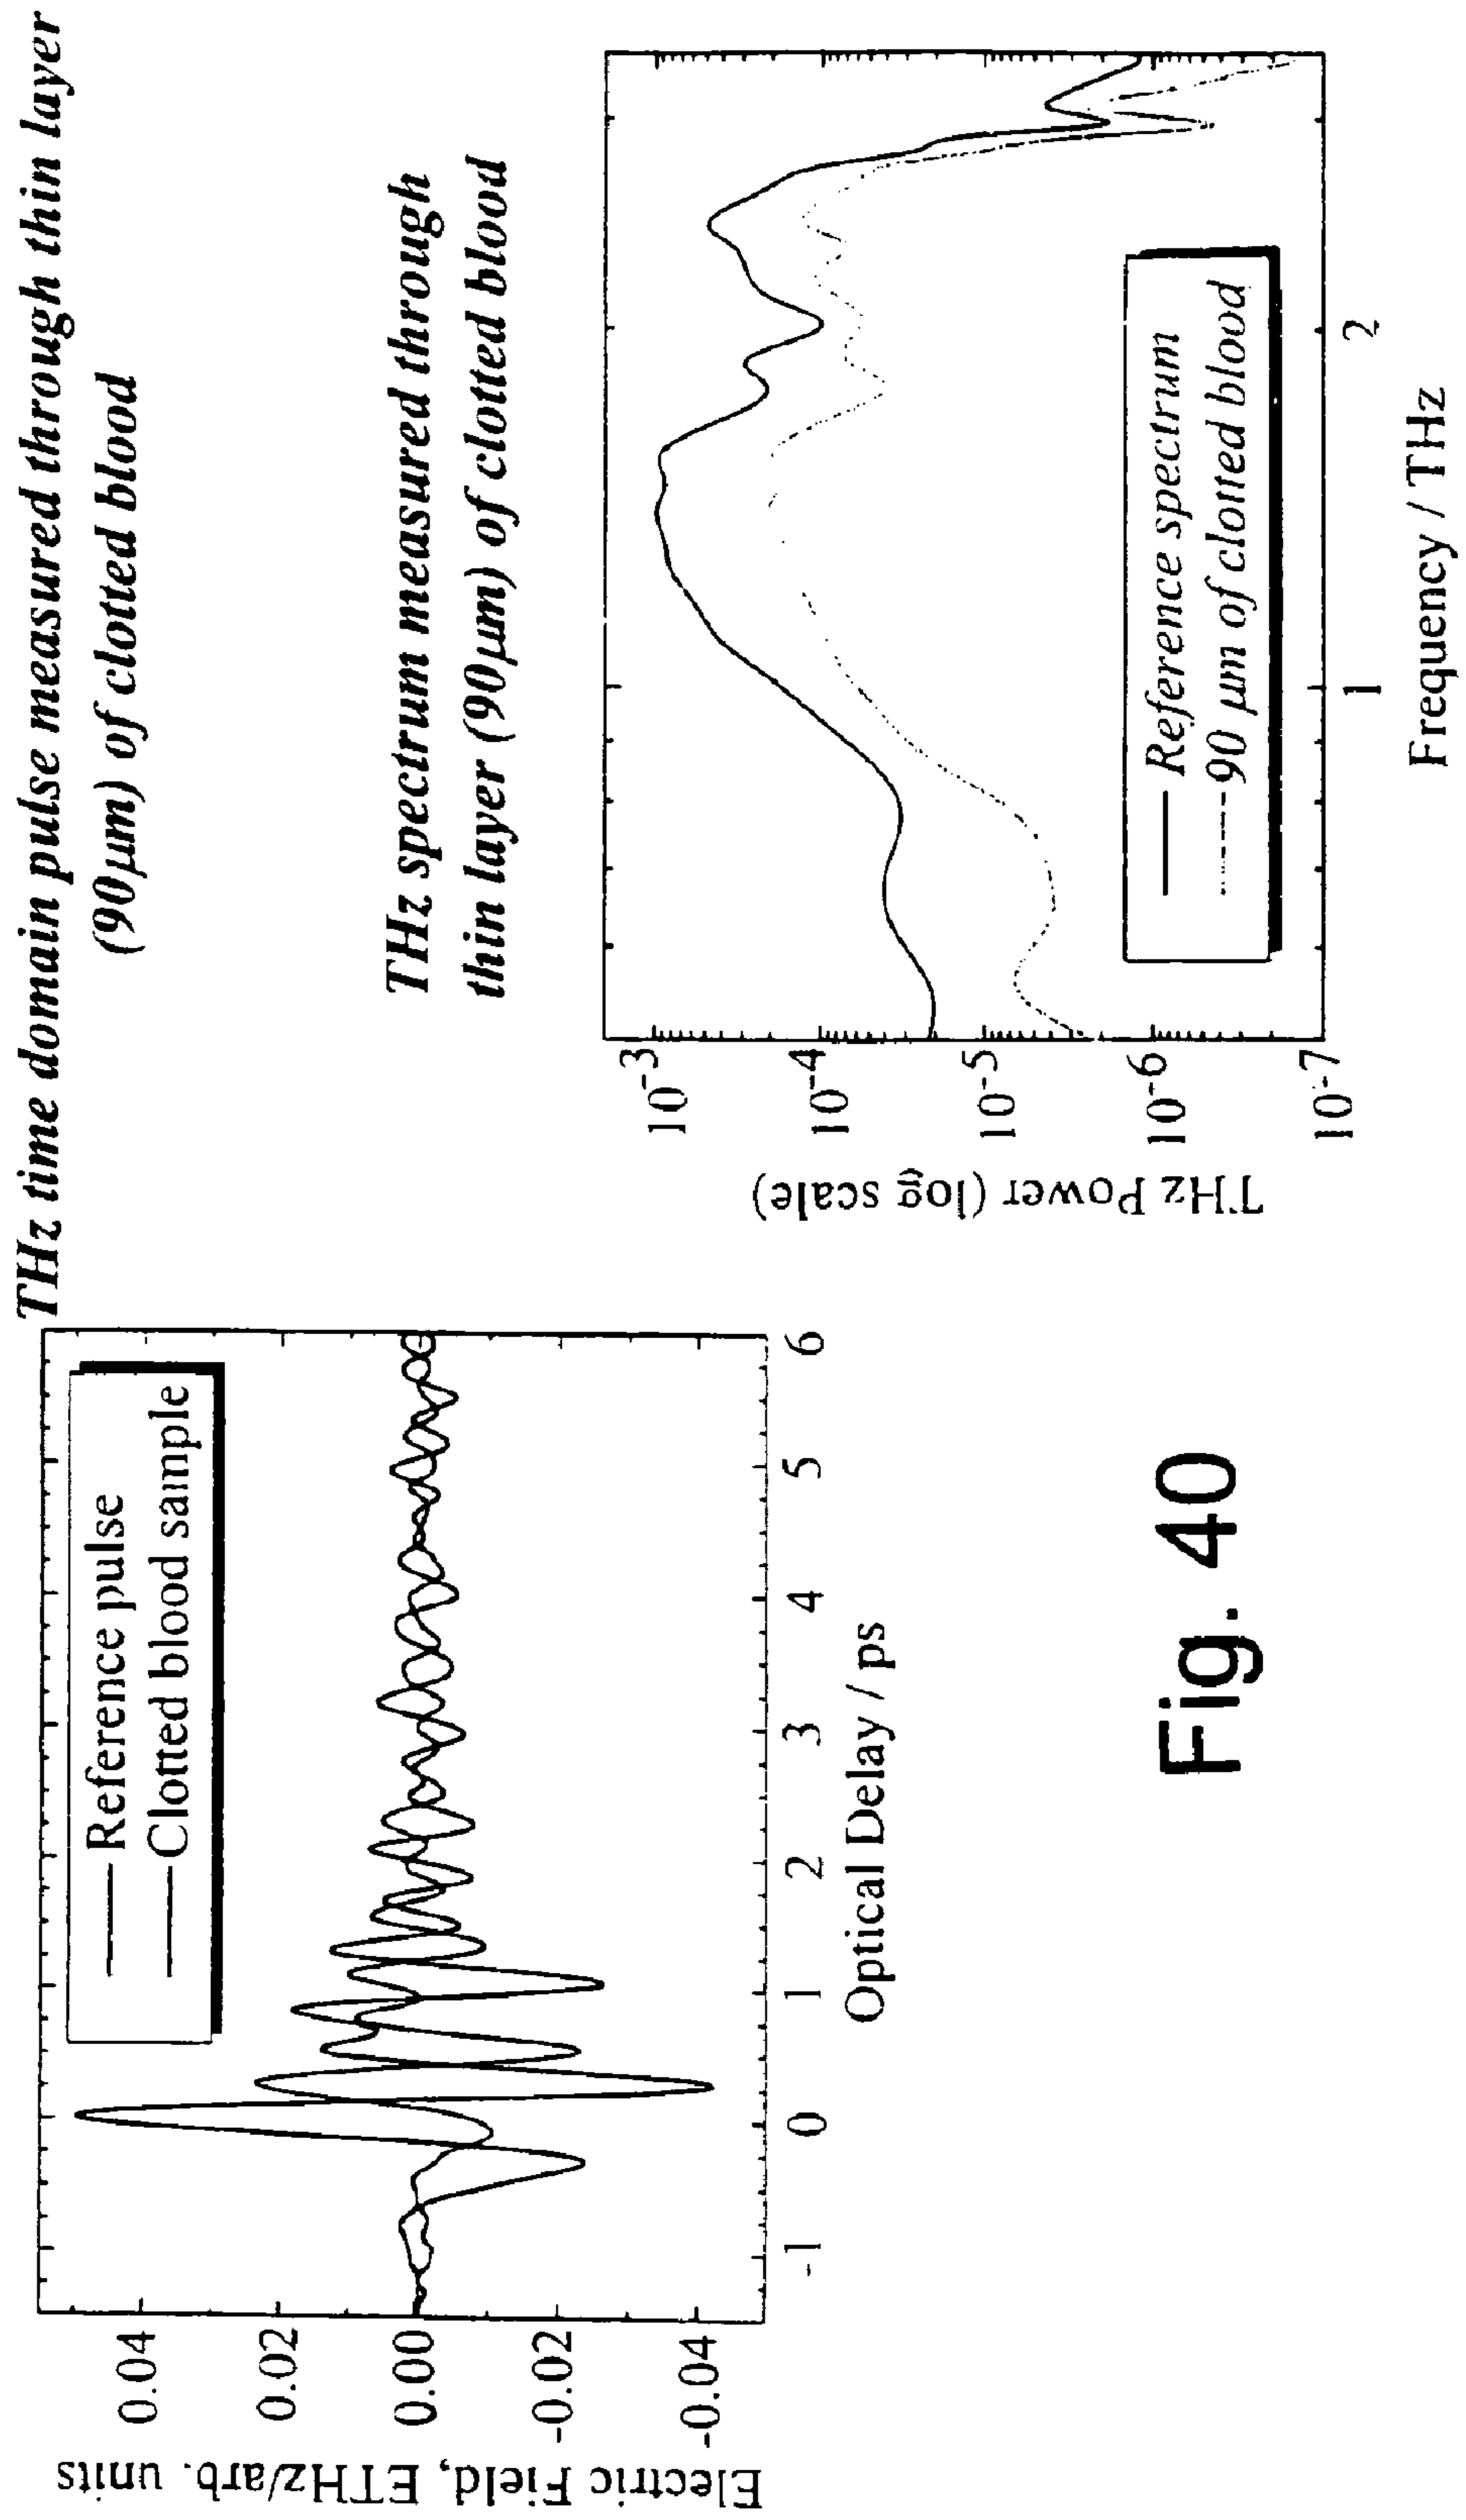 THz time domain pulse measured through thin layer
(90μm) of clotted blood
Reference pulse
Clotted blood sample
0.04
0.02
0.00
-0.02
-0.04
Electric Field, ETHz/arb. units
-1 0 1 2 3 4 5 6
Optical Delay / ps
THz spectrum measured through
thin layer (90μm) of clotted blood
10⁻³
10⁻⁴
10⁻⁵
10⁻⁶
10⁻⁷
THz Power (log scale)
Reference spectrum
90 μm of clotted blood
1 2
Frequency / THz
Fig. 40